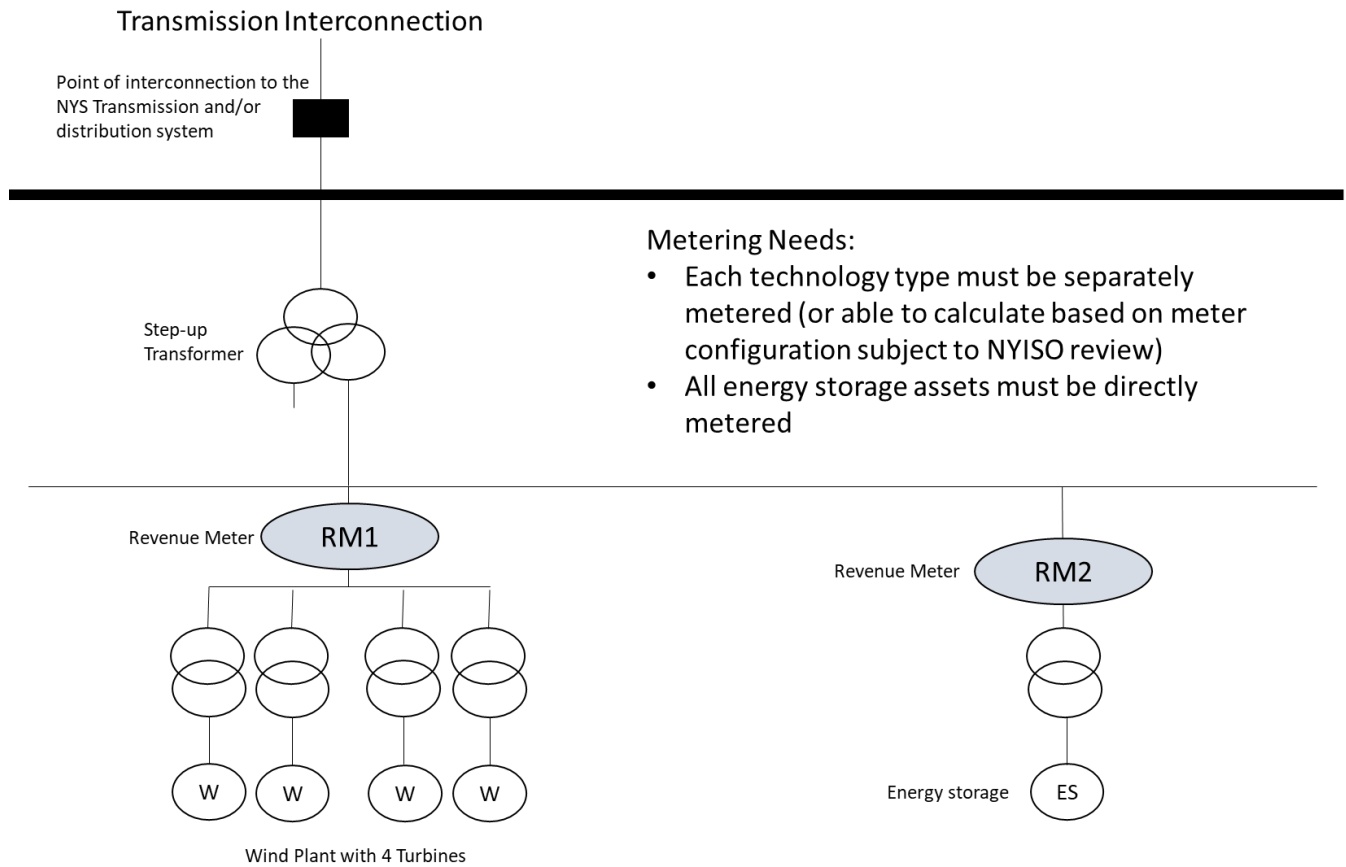 Transmission Interconnection
Point of interconnection to the
NYS Transmission and/or
distribution system
Metering Needs:
• Each technology type must be separately
metered (or able to calculate based on meter
configuration subject to NYISO review)
• All energy storage assets must be directly
metered
Step-up
Transformer
Revenue Meter
RM1
Revenue Meter
RM2
W
W
W
W
Energy storage
ES
Wind Plant with 4 Turbines